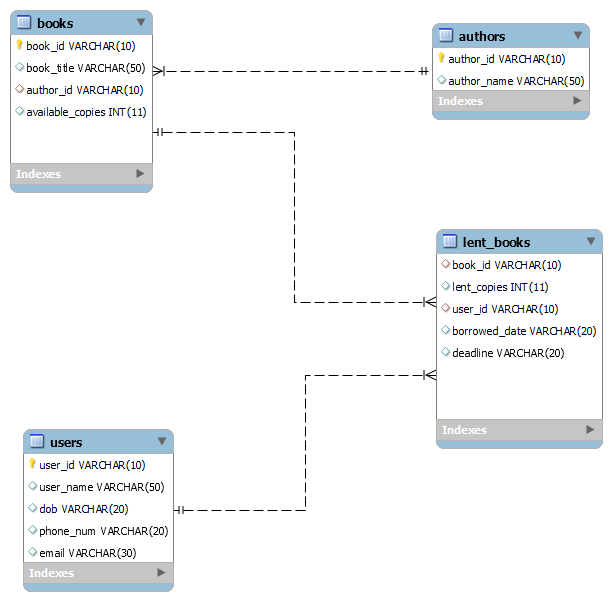 books
book_id VARCHAR(10)
book_title VARCHAR(50)
author_id VARCHAR(10)
available_copies INT(11)
Indexes
authors
author_id VARCHAR(10)
author_name VARCHAR(50)
Indexes
lent_books
book_id VARCHAR(10)
lent_copies INT(11)
user_id VARCHAR(10)
borrowed_date VARCHAR(20)
deadline VARCHAR(20)
Indexes
users
user_id VARCHAR(10)
user_name VARCHAR(50)
dob VARCHAR(20)
phone_num VARCHAR(20)
email VARCHAR(30)
Indexes